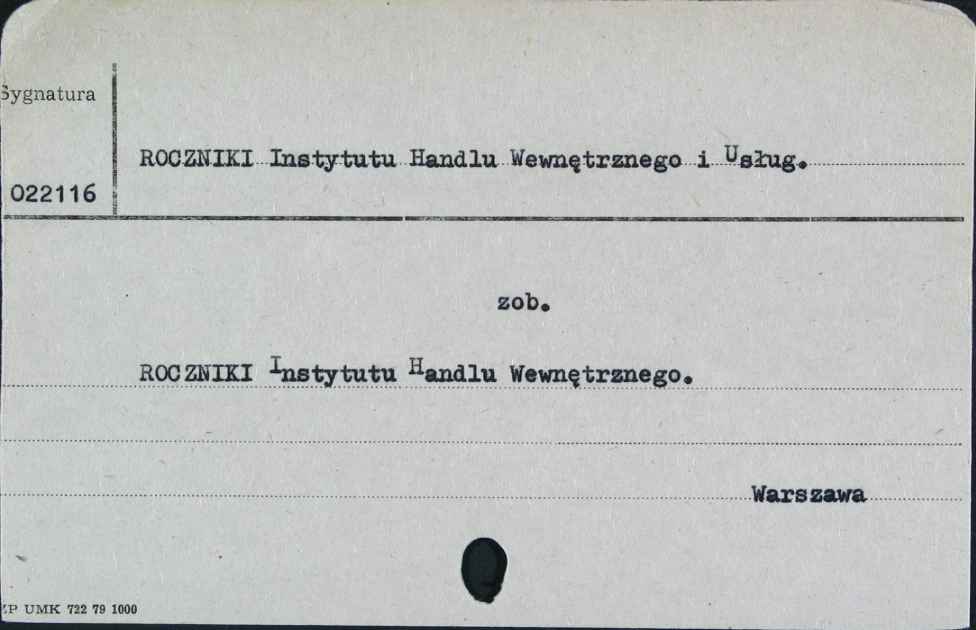 Sygnatura
ROCZNIKI Instytutu Handlu Wewnętrznego i Usług.
022116
zob.
ROCZNIKI Instytutu Handlu Wewnętrznego.
Warszawa
ZP UMK 722 79 1000